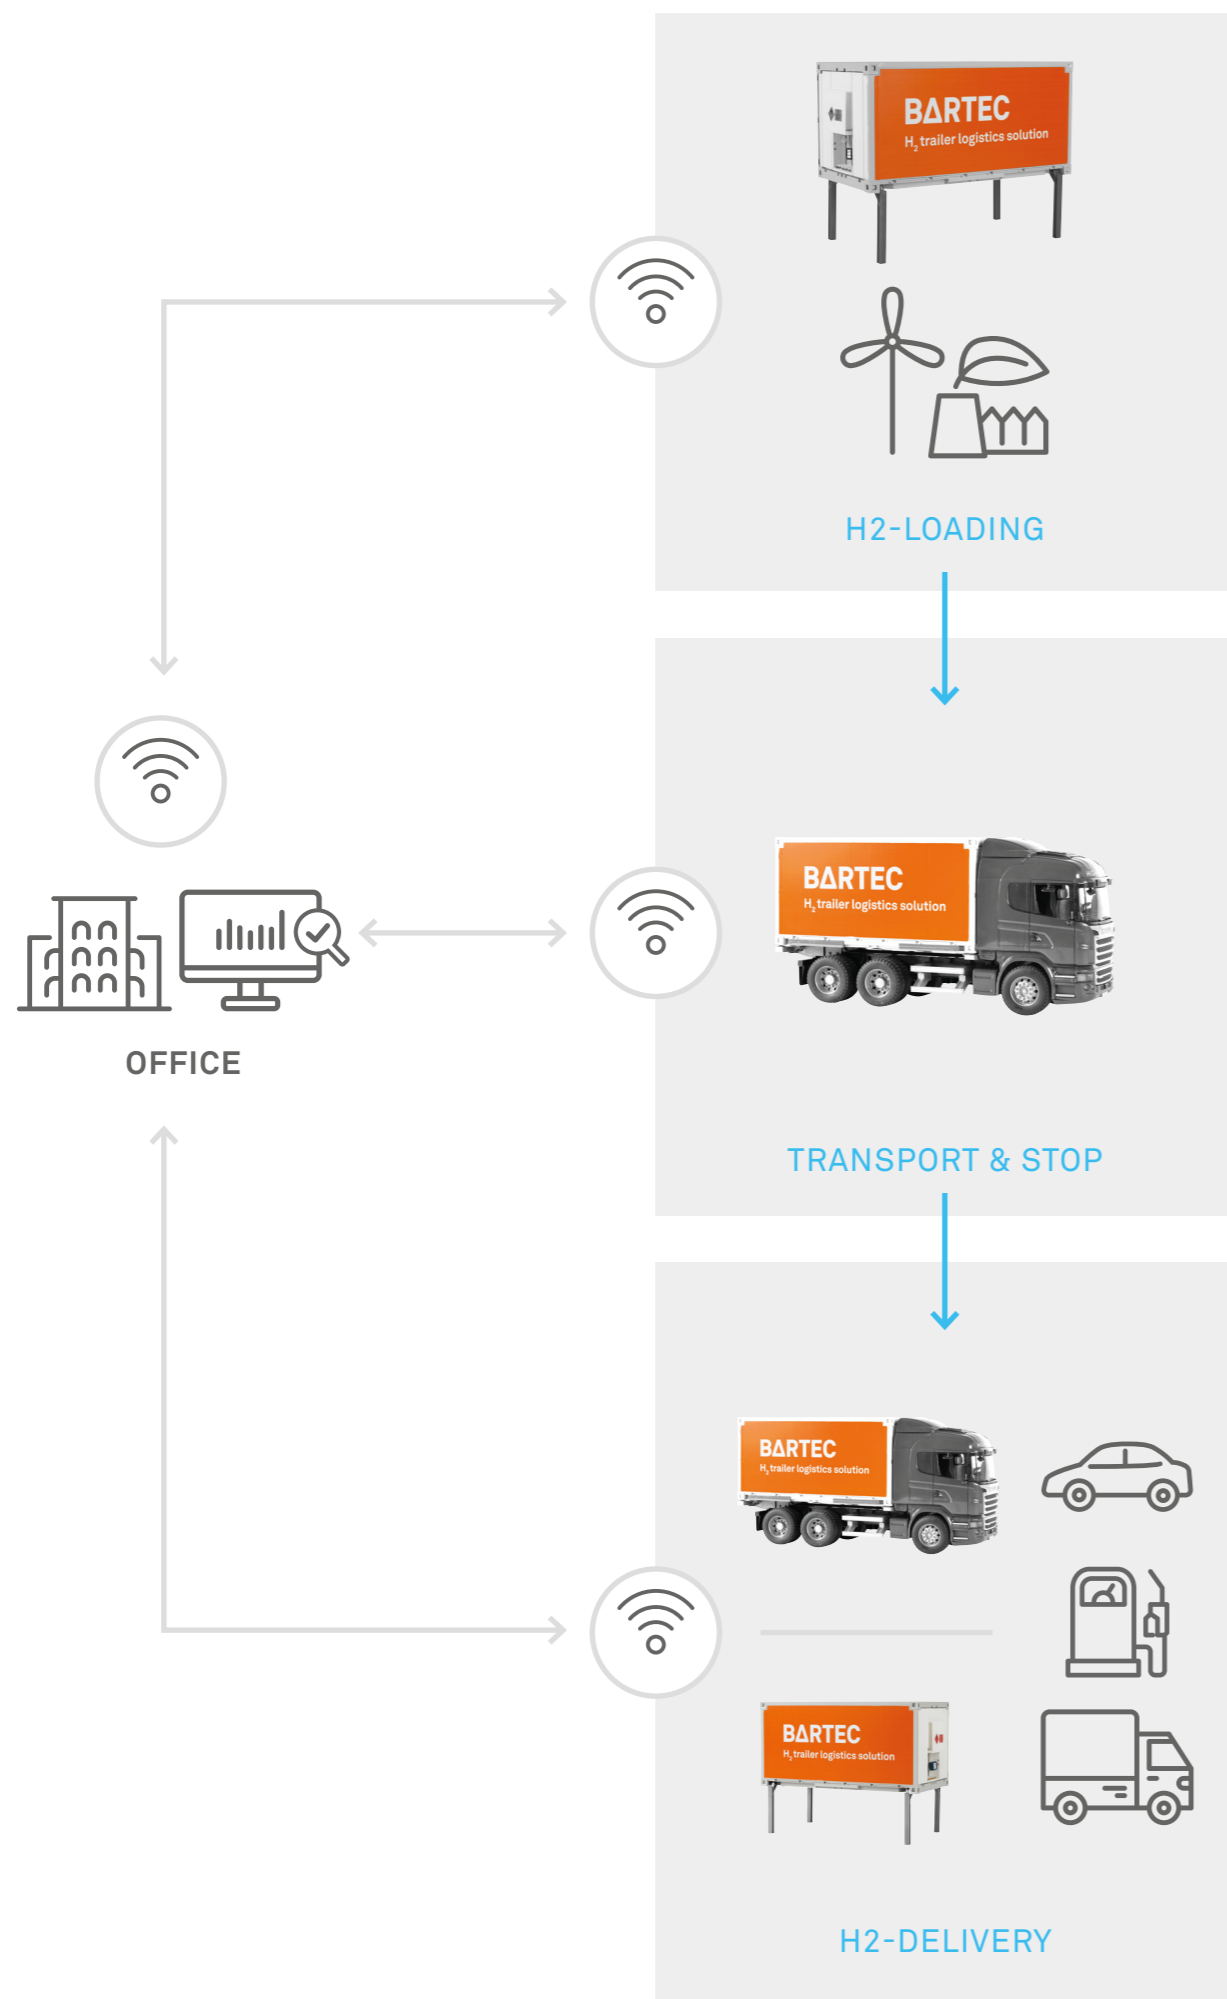 BARTEC
H2 trailer logistics solution
H2-LOADING
BARTEC
H2 trailer logistics solution
OFFICE
TRANSPORT & STOP
BARTEC
H2 trailer logistics solution
BARTEC
H2 trailer logistics solution
H2-DELIVERY